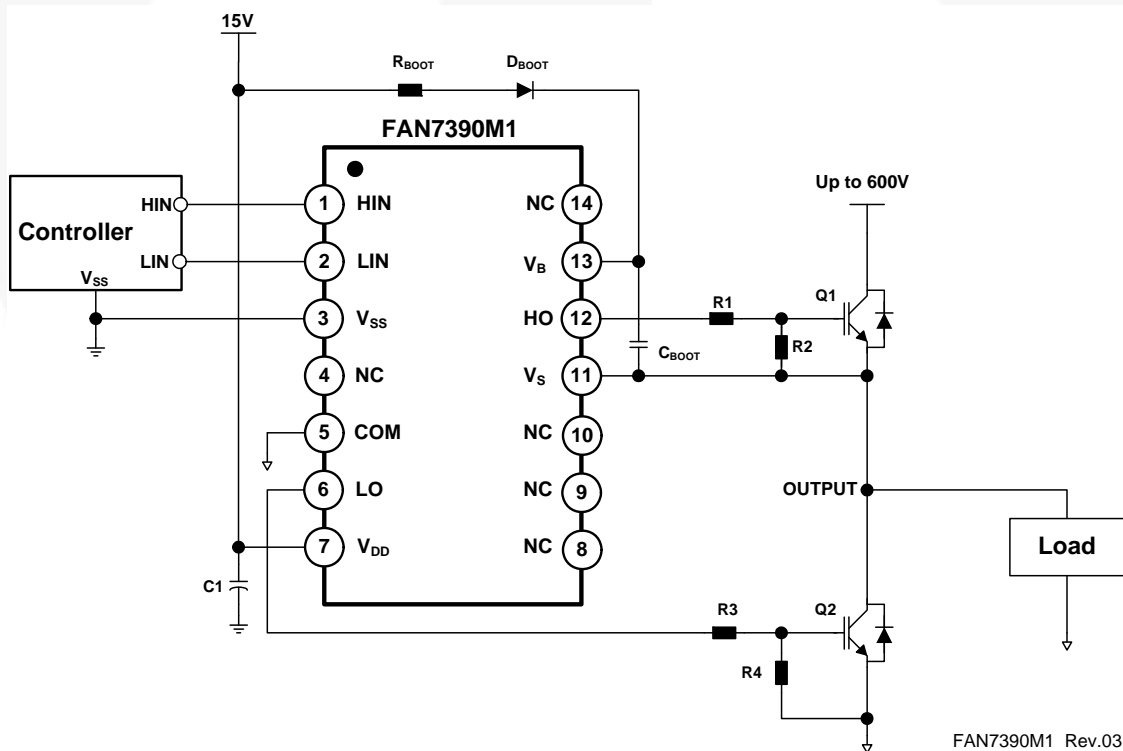 15V
RBOOT
DBOOT
FAN7390M1
Up to 600V
Controller
HIN
LIN
VSS
1 HIN
2 LIN
3 VSS
4 NC
5 COM
6 LO
7 VDD
NC 14
VB 13
HO 12
VS 11
NC 10
NC 9
NC 8
CBOOT
R1
R2
Q1
OUTPUT
Load
C1
R3
R4
Q2
FAN7390M1 Rev.03